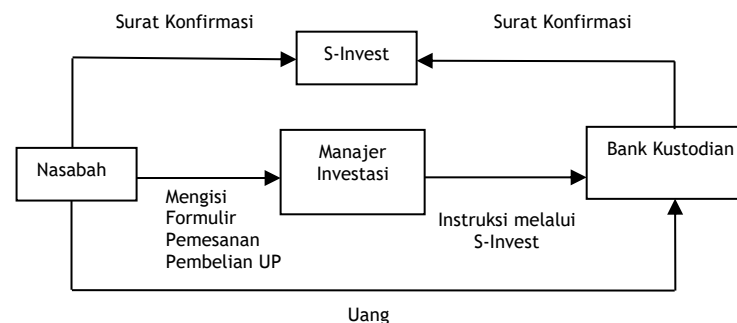 Surat Konfirmasi
Surat Konfirmasi
S-Invest
Nasabah
Manajer
Investasi
Bank Kustodian
Mengisi
Formulir
Pemesanan
Pembelian UP
Instruksi melalui
S-Invest
Uang